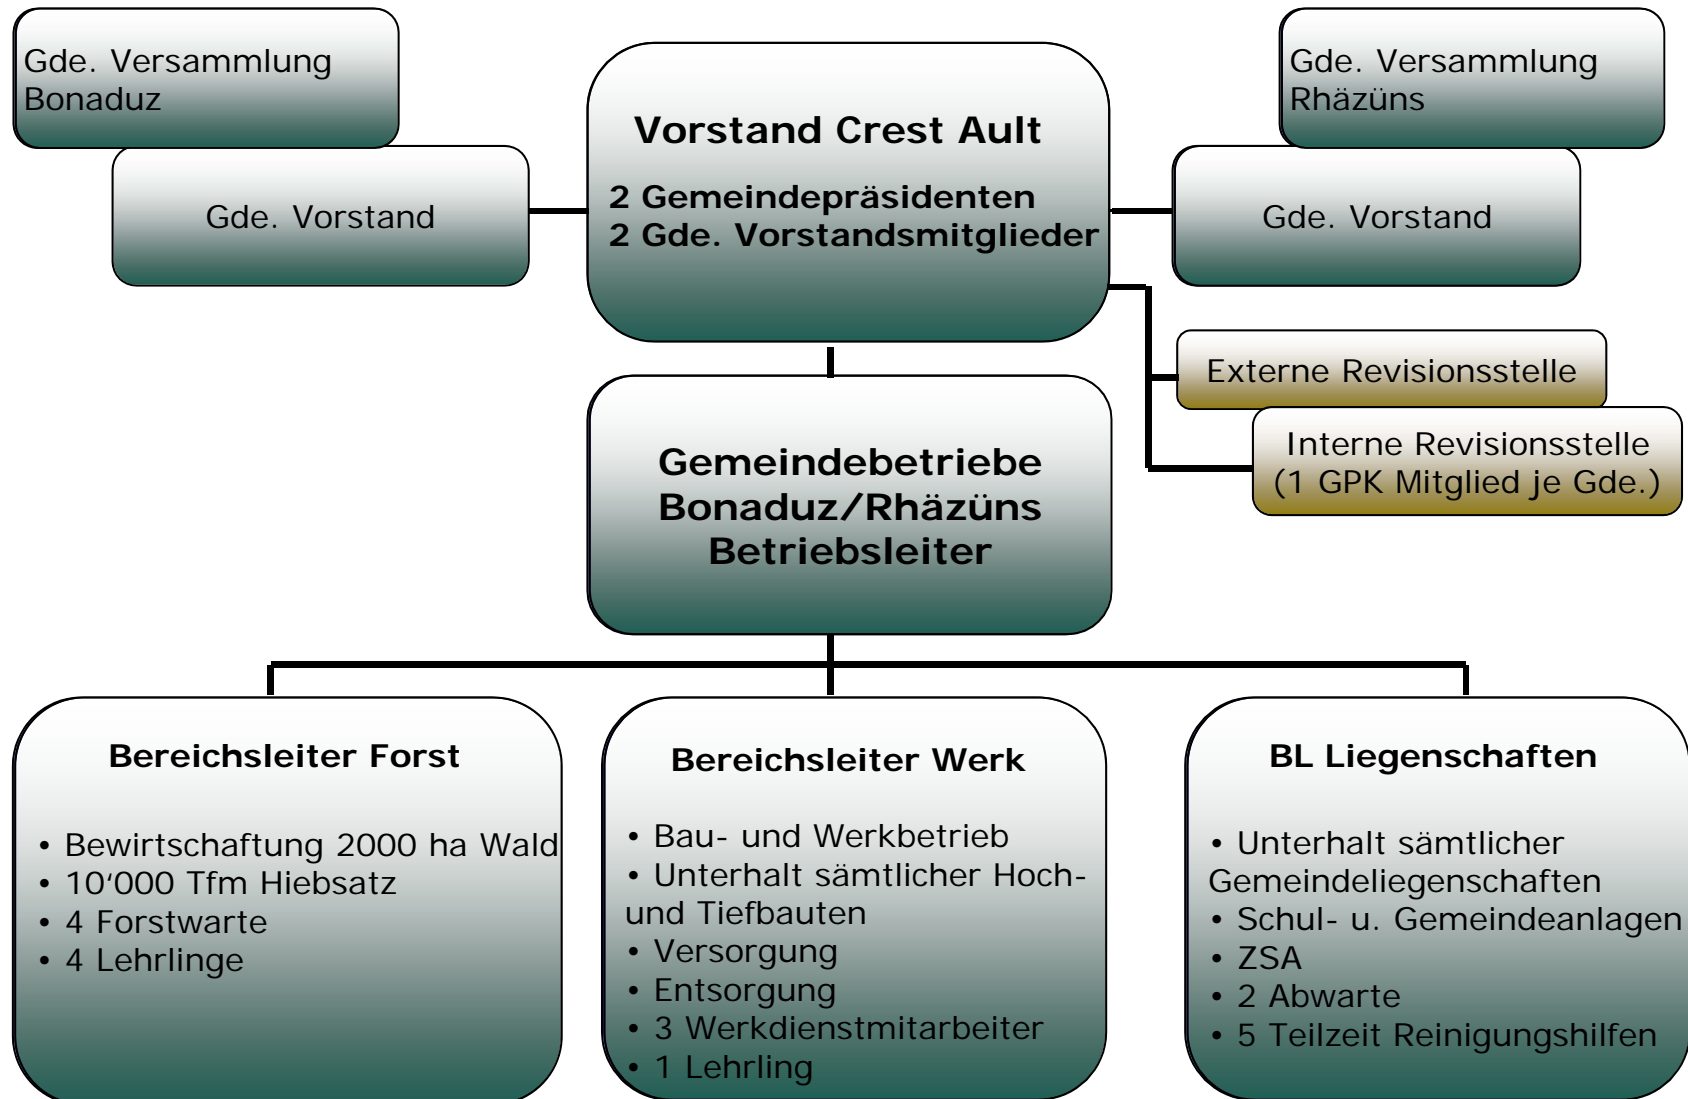 Gde. Versammlung
Bonaduz
Gde. Vorstand
Vorstand Crest Ault
2 Gemeindepräsidenten
2 Gde. Vorstandsmitglieder
Gde. Versammlung
Rhäzüns
Gde. Vorstand
Externe Revisionsstelle
Interne Revisionsstelle
(1 GPK Mitglied je Gde.)
Gemeindebetriebe
Bonaduz/Rhäzüns
Betriebsleiter
Bereichsleiter Forst
• Bewirtschaftung 2000 ha Wald
• 10‘000 Tfm Hiebsatz
• 4 Forstwarte
• 4 Lehrlinge
Bereichsleiter Werk
• Bau- und Werkbetrieb
• Unterhalt sämtlicher Hoch-
und Tiefbauten
• Versorgung
• Entsorgung
• 3 Werkdienstmitarbeiter
• 1 Lehrling
BL Liegenschaften
• Unterhalt sämtlicher
Gemeindeliegenschaften
• Schul- u. Gemeindeanlagen
• ZSA
• 2 Abwarte
• 5 Teilzeit Reinigungshilfen